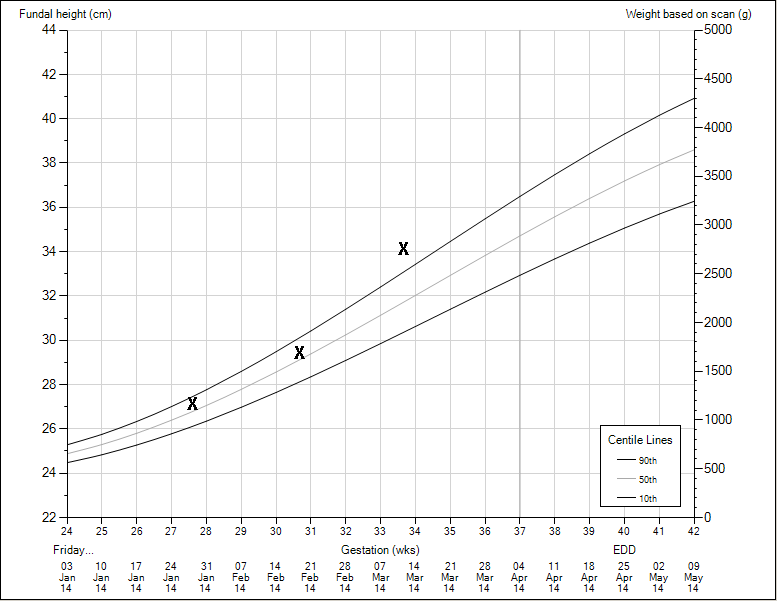 Fundal height (cm) Weight based on scan (g)
44 5000
42 4500
40 4000
38 3500
36 3000
34 2500
32 2000
30 1500
28 1000
26 500
24 0
22
X
X
X
Centile Lines
90th
50th
10th
24 25 26 27 28 29 30 31 32 33 34 35 36 37 38 39 40 41 42
Friday... Gestation (wks) EDD
03 10 17 24 31 07 14 21 28 07 14 21 28 04 11 18 25 02 09
Jan Jan Jan Jan Jan Feb Feb Feb Feb Mar Mar Mar Mar Apr Apr Apr Apr May May
14 14 14 14 14 14 14 14 14 14 14 14 14 14 14 14 14 14 14